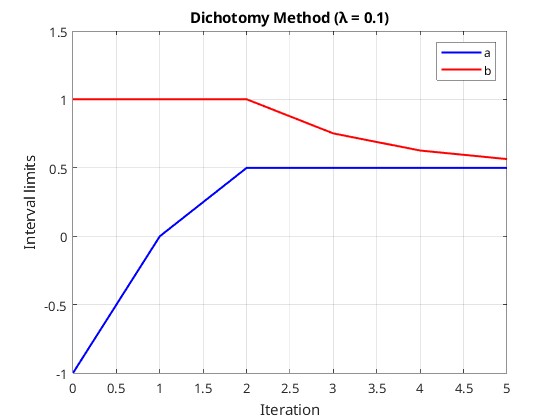 Dichotomy Method (λ = 0.1)
1.5
1
0.5
0
-0.5
-1
Interval limits
a
b
0 0.5 1 1.5 2 2.5 3 3.5 4 4.5 5
Iteration